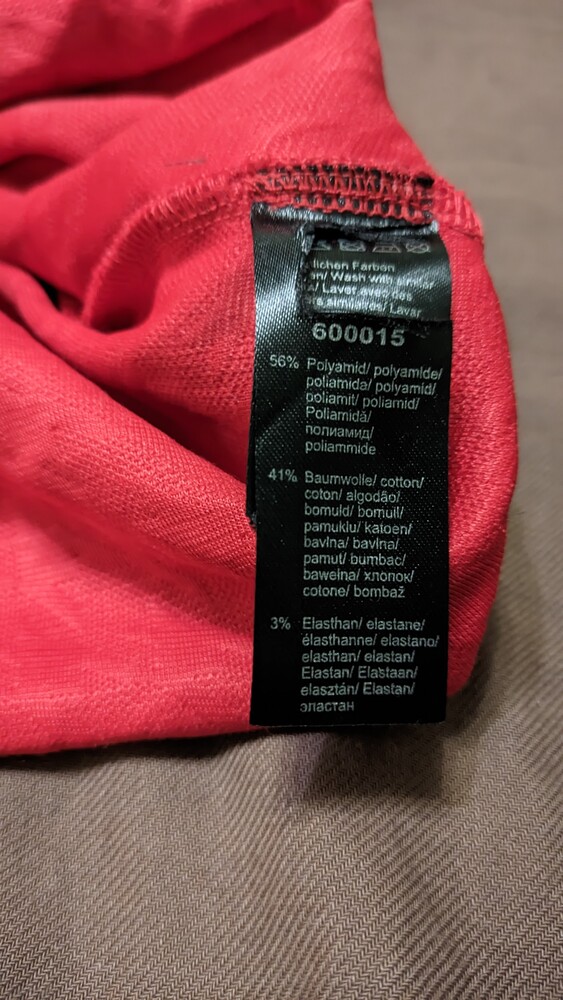 lichen Farben
/ Wash with similar
/ Laver avec des
s similaires/ Lavar
600015
56% Polyamid/ polyamide/
poliamida/ polyamid/
poliamit/ poliamid/
Poliamidă/
полиамид/
poliammide
41% Baumwolle/ cotton/
coton/ algodão/
bomuld/ bomull/
pamuklu/ katoen/
bavlna/ bavlna/
pamut/ bumbac/
bawełna/ хлопок/
cotone/ bombaž
3% Elasthan/ elastane/
élasthanne/ elastano/
elasthan/ elastan/
Elastan/ Elastaan/
elasztán/ Elastan/
эластан